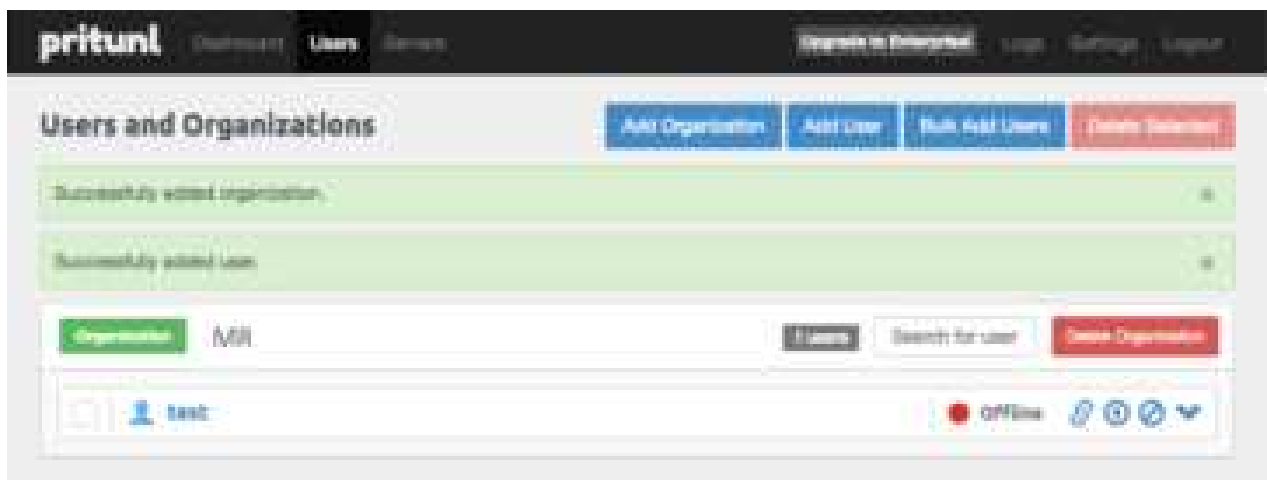 pritunl Dashboard Users Servers Upgrade to Enterprise Logs Settings Logout
Users and Organizations Add Organization Add User Bulk Add Users Delete Selected
Successfully added organization.
Successfully added user.
Organization Search for user Delete Organization
test Offline